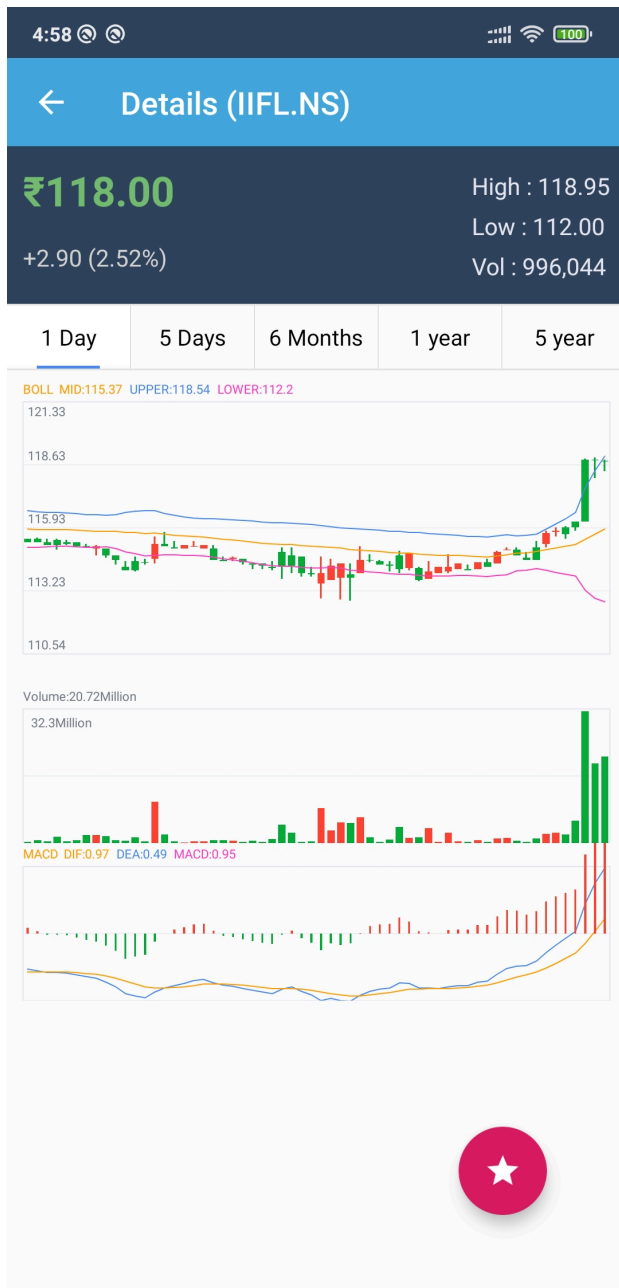 4:58
100
Details (IIFL.NS)
₹118.00
High : 118.95
Low : 112.00
+2.90 (2.52%)
Vol : 996,044
1 Day 5 Days 6 Months 1 year 5 year
BOLL MID:115.37 UPPER:118.54 LOWER:112.2
121.33
118.63
115.93
113.23
110.54
Volume:20.72Million
32.3Million
MACD DIF:0.97 DEA:0.49 MACD:0.95